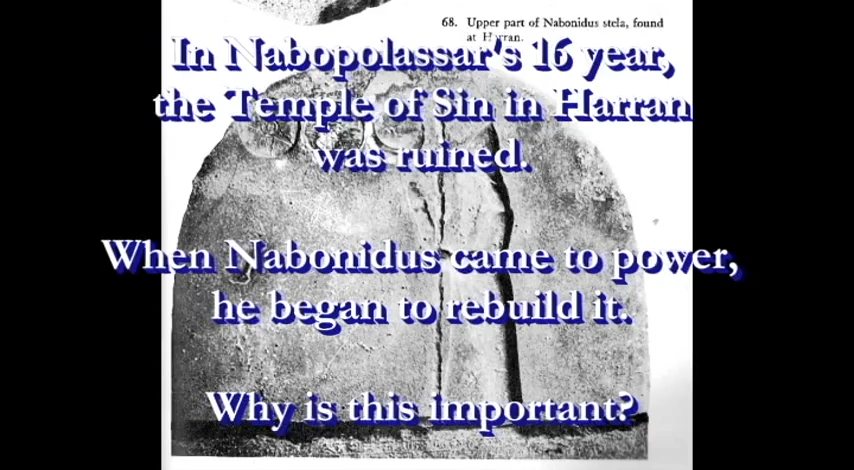 68. Upper part of Nabonidus stela, found
at Harran.
In Nabopolassar's 16 year,
the Temple of Sin in Harran
was ruined.
When Nabonidus came to power,
he began to rebuild it.
Why is this important?